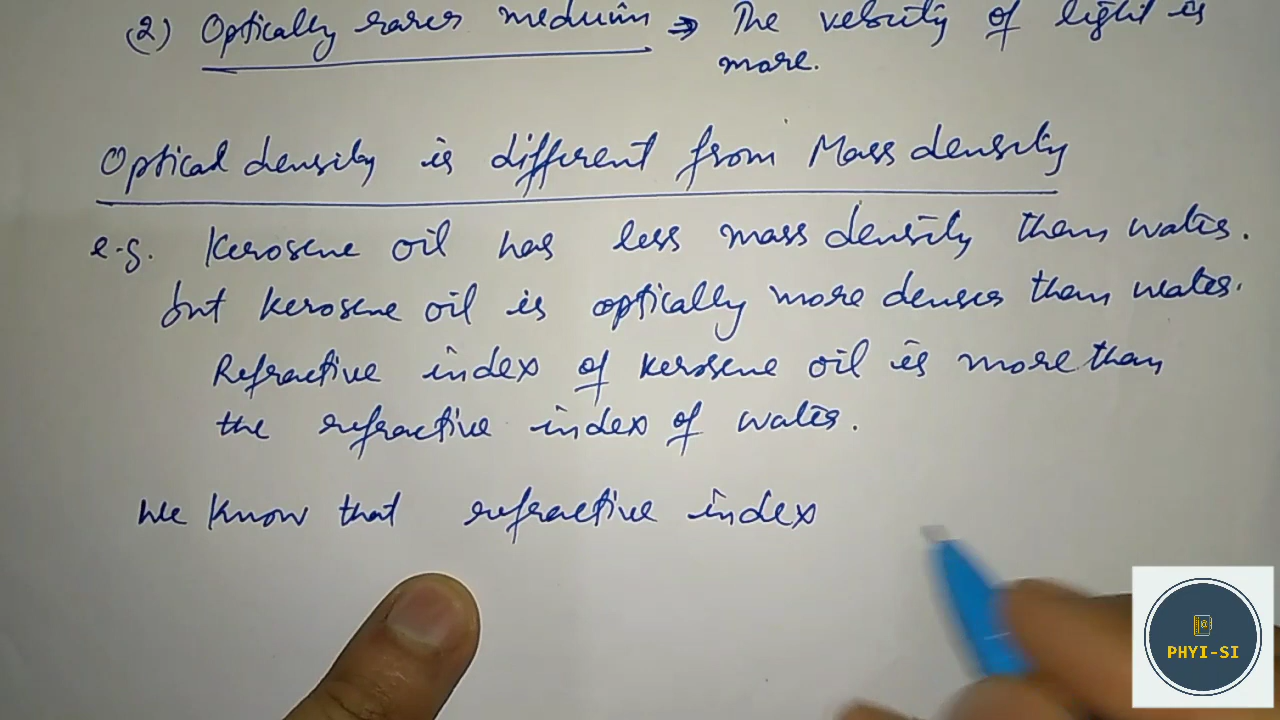 (2) Optically rarer medium ⇒ The velocity of light is
more.
Optical density is different from Mass density
e.g. Kerosene oil has less mass density than water.
but kerosene oil is optically more denser than water.
Refractive index of kerosene oil is more than
the refractive index of water.
We know that refractive index
PHYI-SI